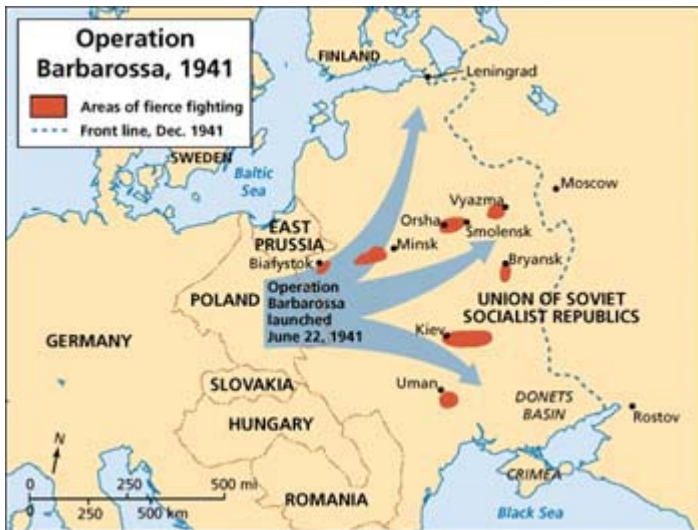 Operation
Barbarossa, 1941
Areas of fierce fighting
Front line, Dec. 1941
FINLAND
Leningrad
SWEDEN
Baltic
Sea
Moscow
Vyazma
Orsha
Smolensk
EAST
PRUSSIA
Minsk
Białystok
Bryansk
Operation
Barbarossa
launched
June 22, 1941
POLAND
UNION OF SOVIET
SOCIALIST REPUBLICS
GERMANY
Kiev
SLOVAKIA
Uman
DONETS
BASIN
HUNGARY
Rostov
N
CRIMEA
0 250 500 mi
0 250 500 km
ROMANIA
Black Sea